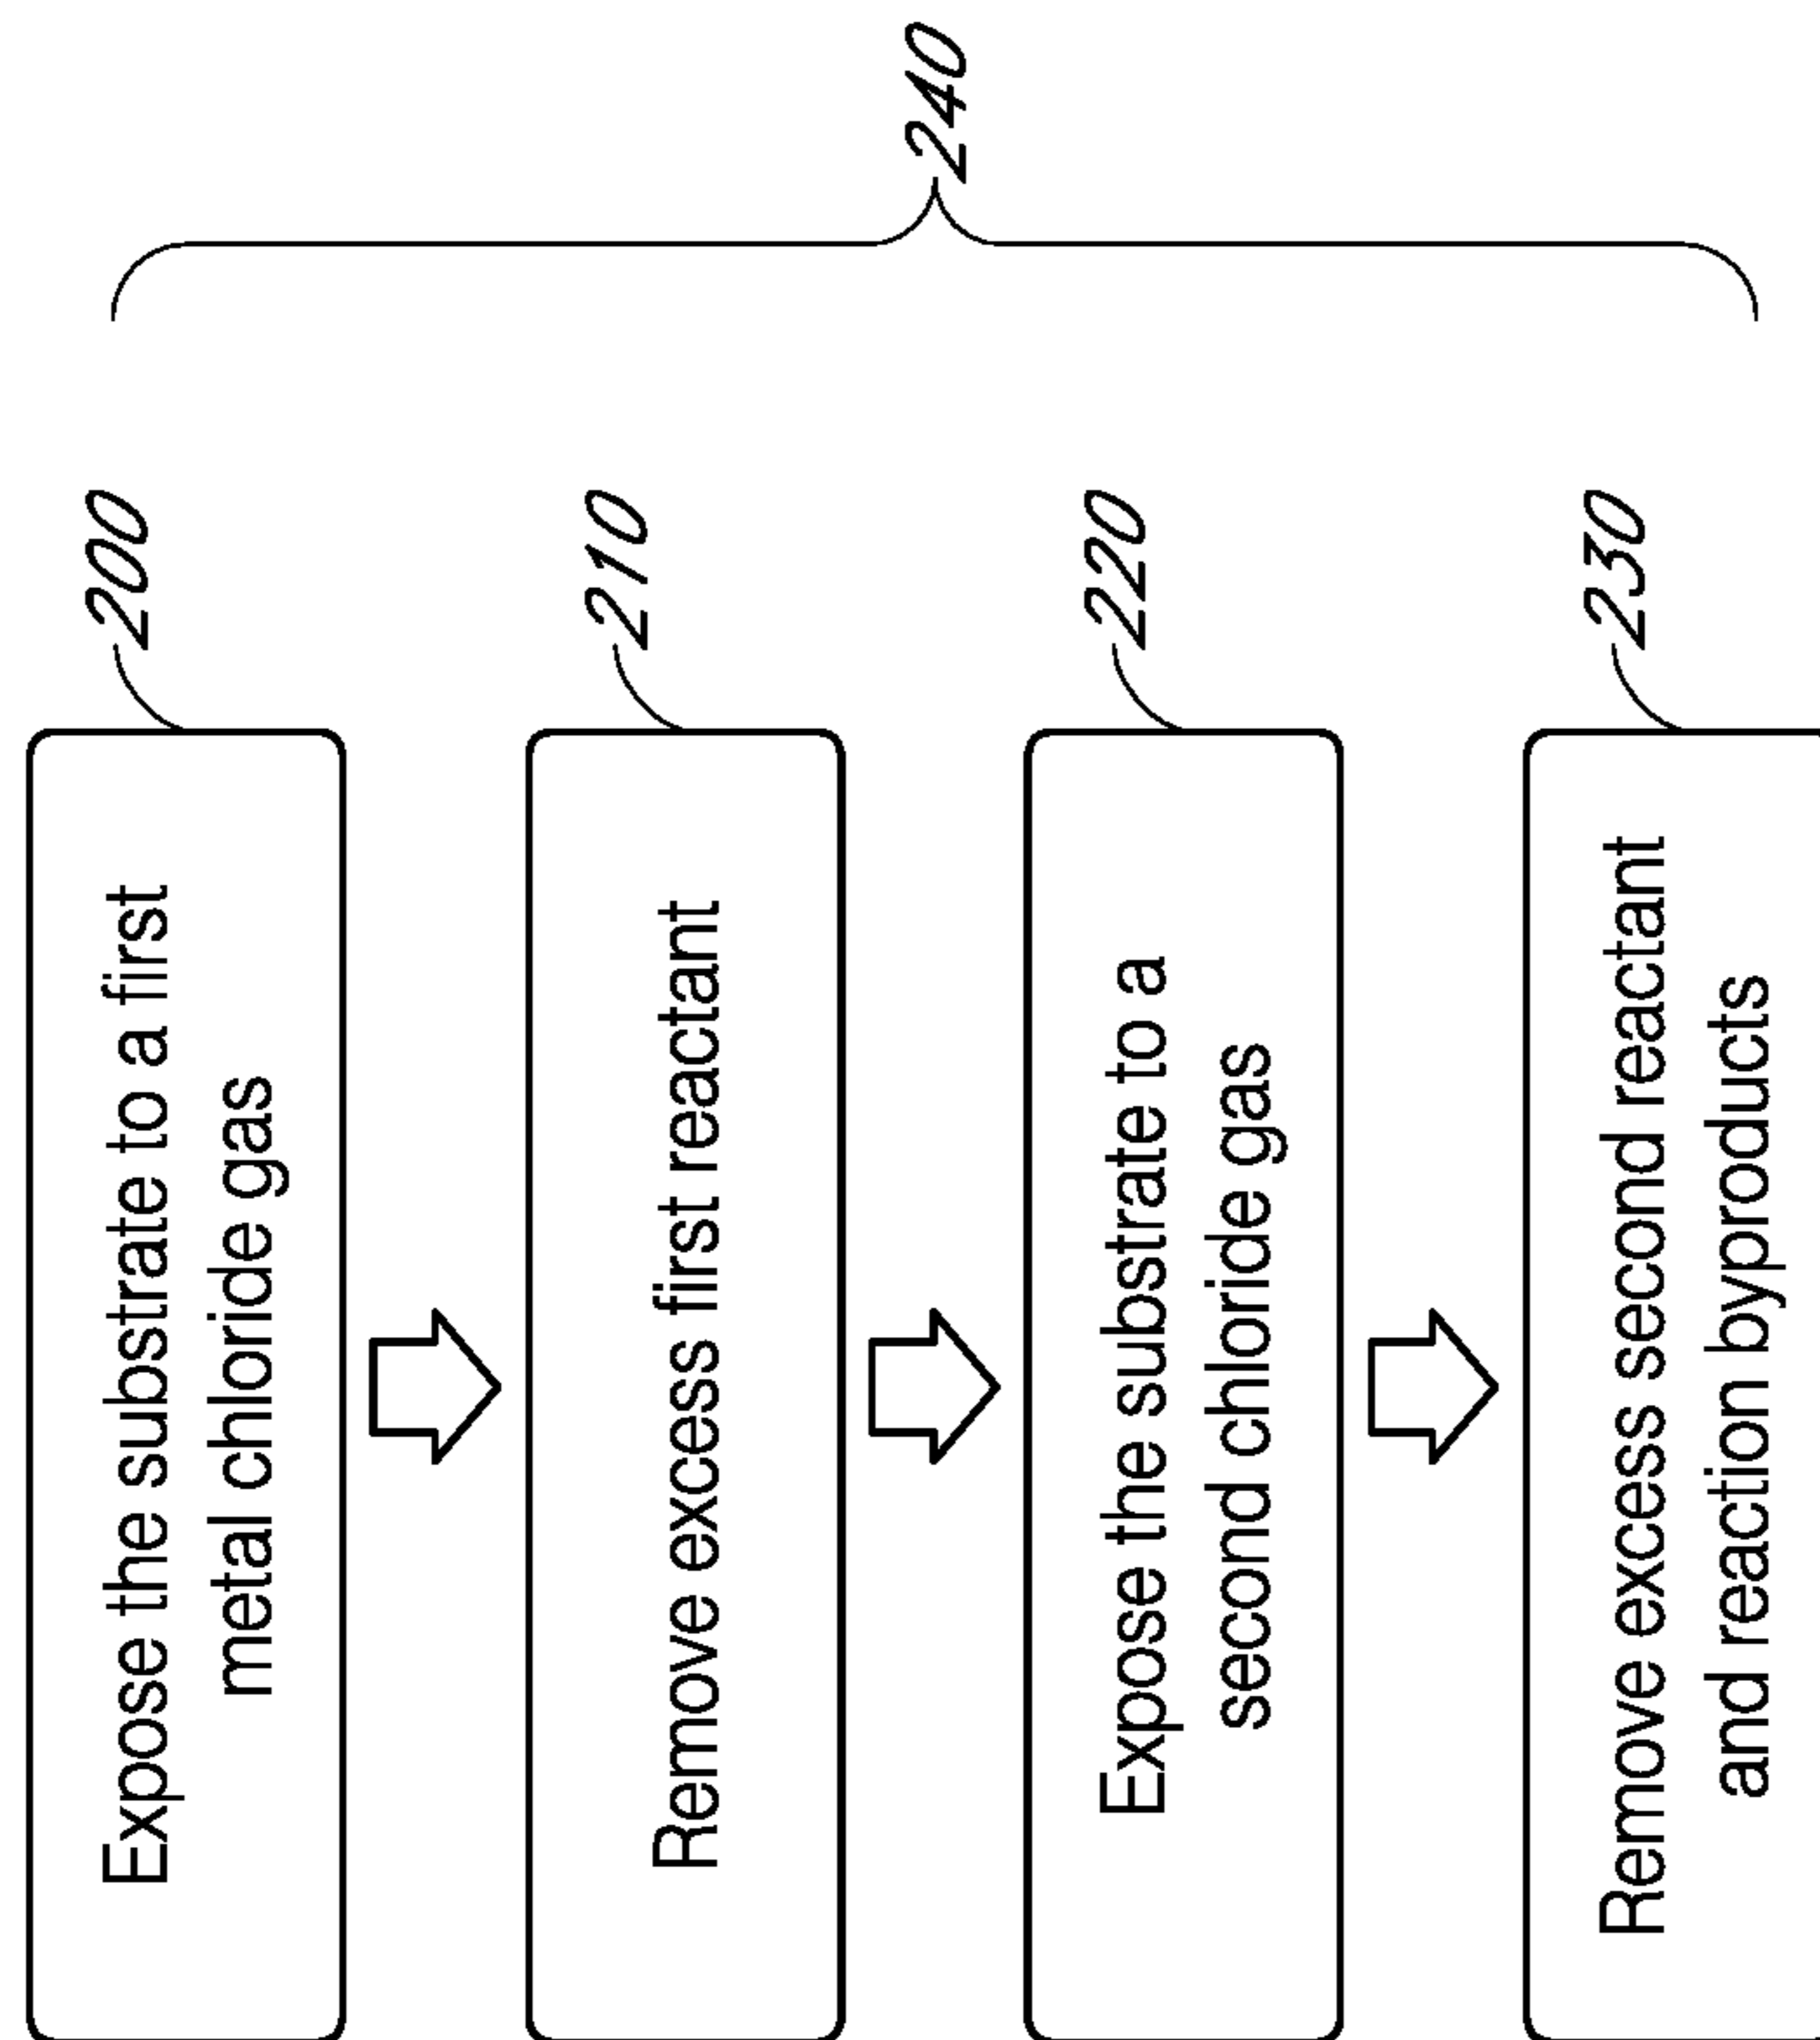 Expose the substrate to a first
metal chloride gas
200
Remove excess first reactant
210
Expose the substrate to a
second chloride gas
220
Remove excess second reactant
and reaction byproducts
230
240